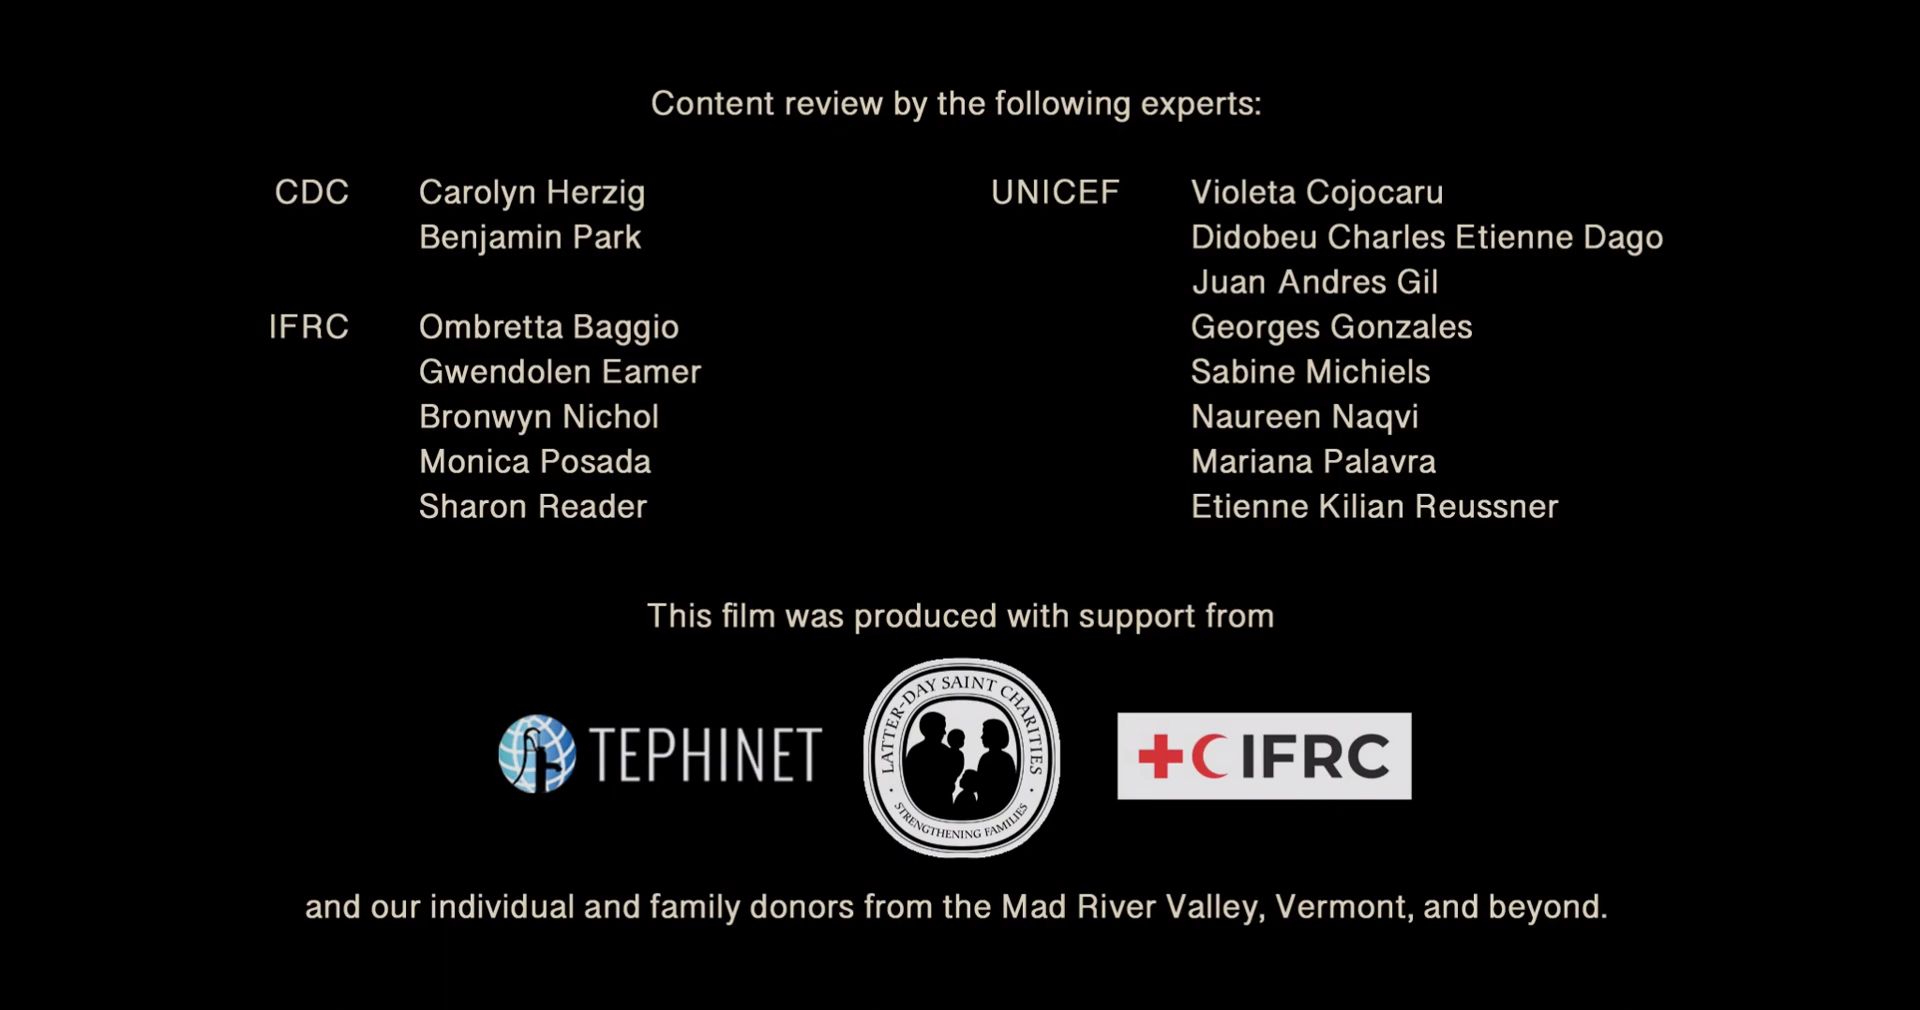 Content review by the following experts:
CDC Carolyn Herzig
Benjamin Park
IFRC Ombretta Baggio
Gwendolen Eamer
Bronwyn Nichol
Monica Posada
Sharon Reader
UNICEF Violeta Cojocaru
Didobeu Charles Etienne Dago
Juan Andres Gil
Georges Gonzales
Sabine Michiels
Naureen Naqvi
Mariana Palavra
Etienne Kilian Reussner
This film was produced with support from
TEPHINET
LATTER-DAY SAINT CHARITIES
STRENGTHENING FAMILIES
IFRC
and our individual and family donors from the Mad River Valley, Vermont, and beyond.